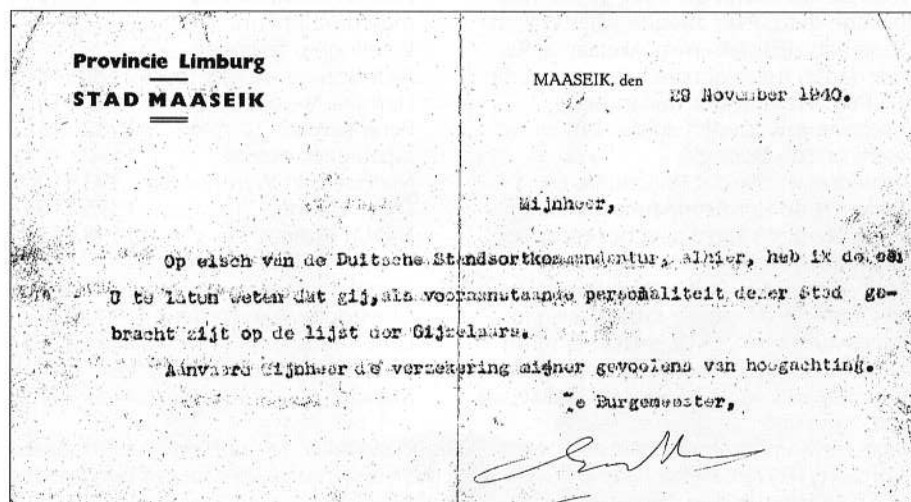 Provincie Limburg
STAD MAASEIK
MAASEIK, den 29 November 1940.
Mijnheer,
Op eisch van de Duitsche Standsortkommandantur, alhier, heb ik de eer
U te laten weten dat gij, als vooraanstaande personaliteit dezer Stad ge-
bracht zijt op de lijst der Gijzelaars.
Aanvaard Mijnheer de verzekering mijner gevoelens van hoogachting.
De Burgemeester,